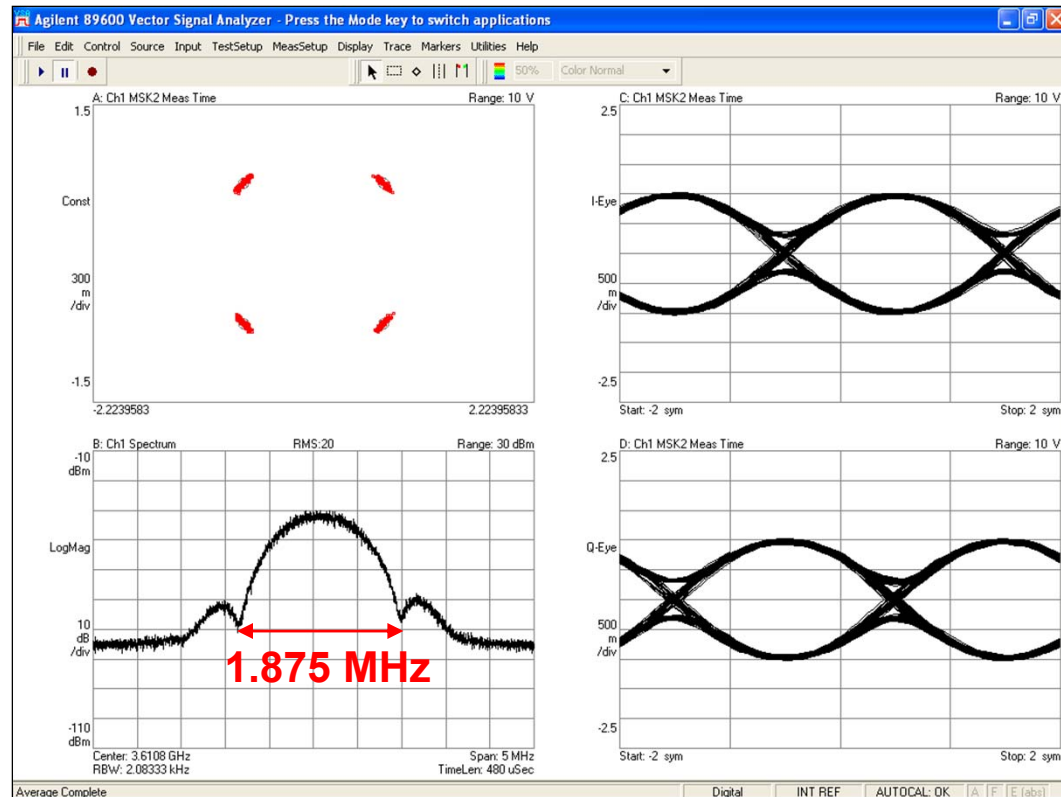 Agilent 89600 Vector Signal Analyzer - Press the Mode key to switch applications
File Edit Control Source Input TestSetup MeasSetup Display Trace Markers Utilities Help
50% Color Normal
A: Ch1 MSK2 Meas Time Range: 10 V
1.5
Const
300
m
/div
-1.5
-2.2239583 2.22395833
C: Ch1 MSK2 Meas Time Range: 10 V
2.5
I-Eye
500
m
/div
-2.5
Start: -2 sym Stop: 2 sym
B: Ch1 Spectrum RMS:20 Range: 30 dBm
-10
dBm
LogMag
10
dB
/div
1.875 MHz
-110
dBm
Center: 3.6108 GHz Span: 5 MHz
RBW: 2.08333 kHz TimeLen: 480 uSec
D: Ch1 MSK2 Meas Time Range: 10 V
2.5
Q-Eye
500
m
/div
-2.5
Start: -2 sym Stop: 2 sym
Average Complete Digital INT REF AUTOCAL: OK A F E (abs)